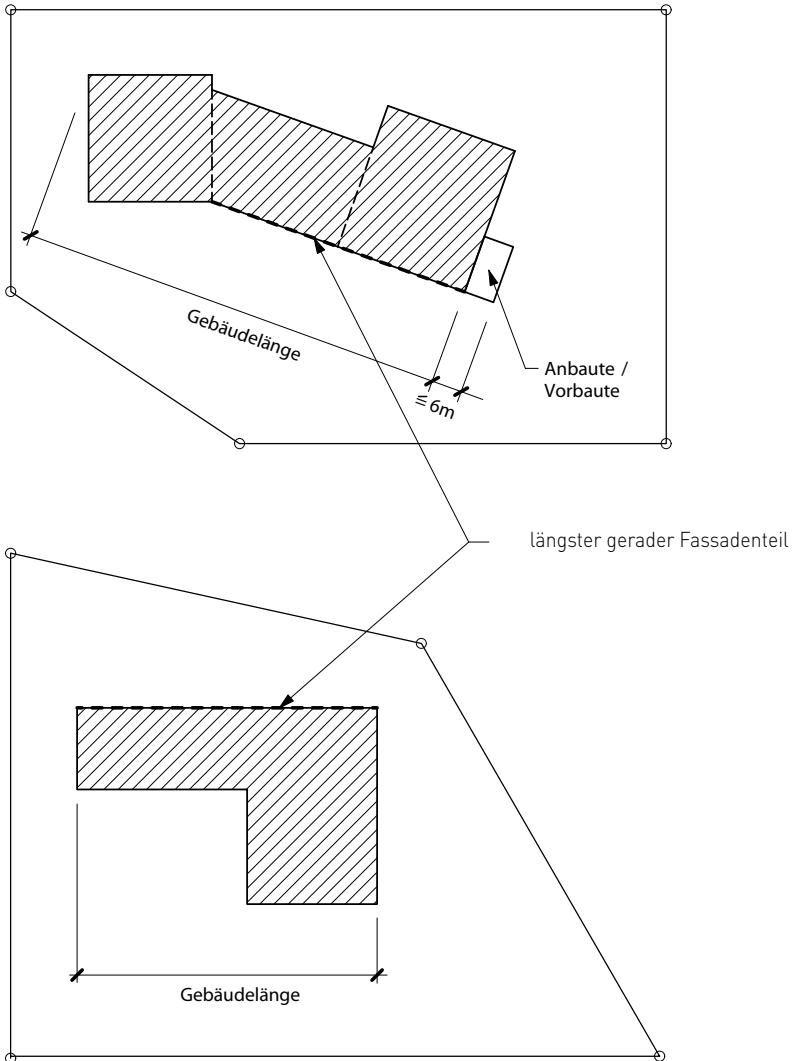 Gebäudelänge
≦ 6m
Anbaute /
Vorbaute
längster gerader Fassadenteil
Gebäudelänge